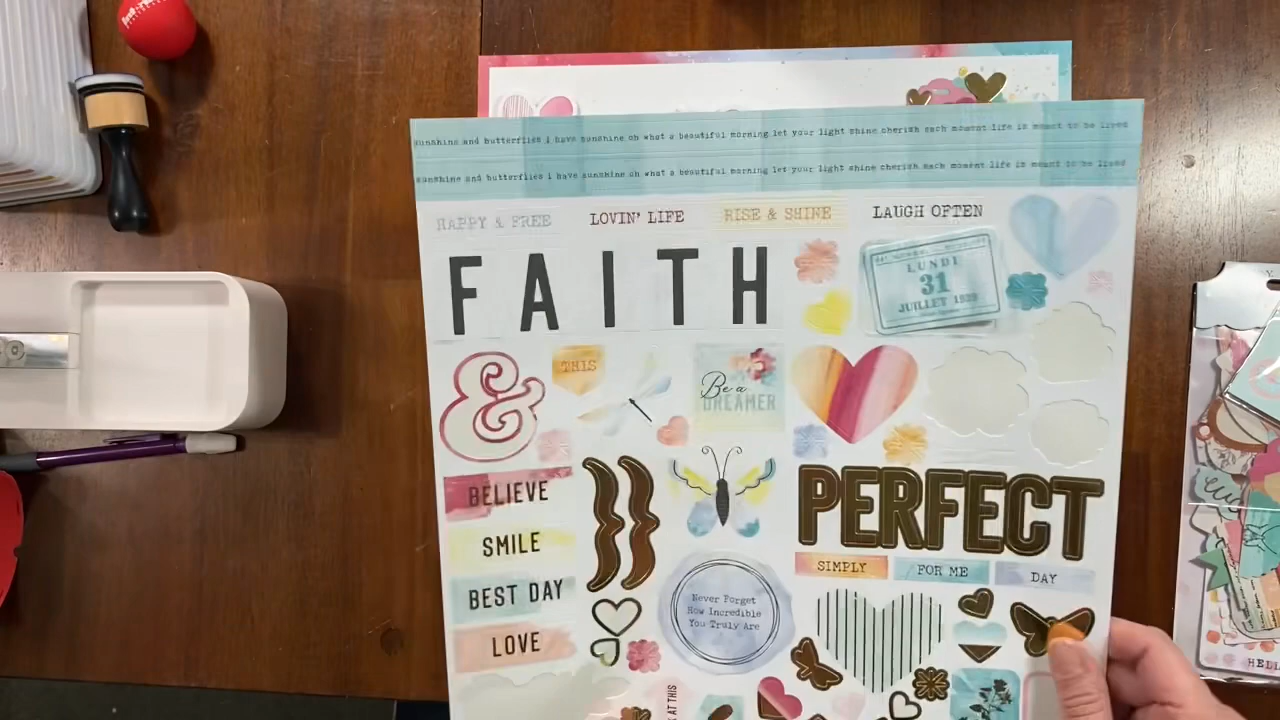 sunshine and butterflies i have sunshine oh what a beautiful morning let your light shine cherish each moment life is meant to be lived
sunshine and butterflies i have sunshine oh what a beautiful morning let your light shine cherish each moment life is meant to be lived
HAPPY & FREE
LOVIN' LIFE
RISE & SHINE
LAUGH OFTEN
FAITH
LUNDI
31
JUILLET 1939
&
THIS
Be a
DREAMER
BELIEVE
SMILE
BEST DAY
LOVE
PERFECT
SIMPLY
FOR ME
DAY
Never Forget
How Incredible
You Truly Are
AT THIS
HELL